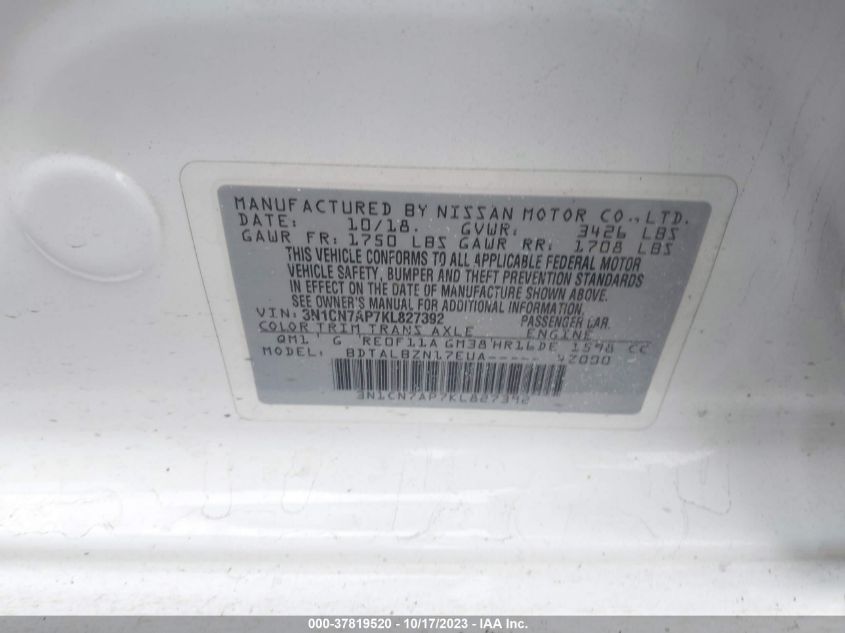 MANUFACTURED BY NISSAN MOTOR CO.,LTD.
DATE: 10/18. GVWR: 3426 LBS
GAWR FR: 1750 LBS GAWR RR: 1708 LBS
THIS VEHICLE CONFORMS TO ALL APPLICABLE FEDERAL MOTOR
VEHICLE SAFETY, BUMPER AND THEFT PREVENTION STANDARDS
IN EFFECT ON THE DATE OF MANUFACTURE SHOWN ABOVE.
SEE OWNER'S MANUAL FOR ADDITIONAL INFORMATION.
VIN: 3N1CN7AP7KL827392 PASSENGER CAR.
COLOR TRIM TRANS AXLE ENGINE
QM1 G RE0F11A GM38 HR16DE 1598 CC
MODEL: BDTALBZN17EUA-----
3N1CN7AP7KL827392
000-37819520 - 10/17/2023 - IAA Inc.